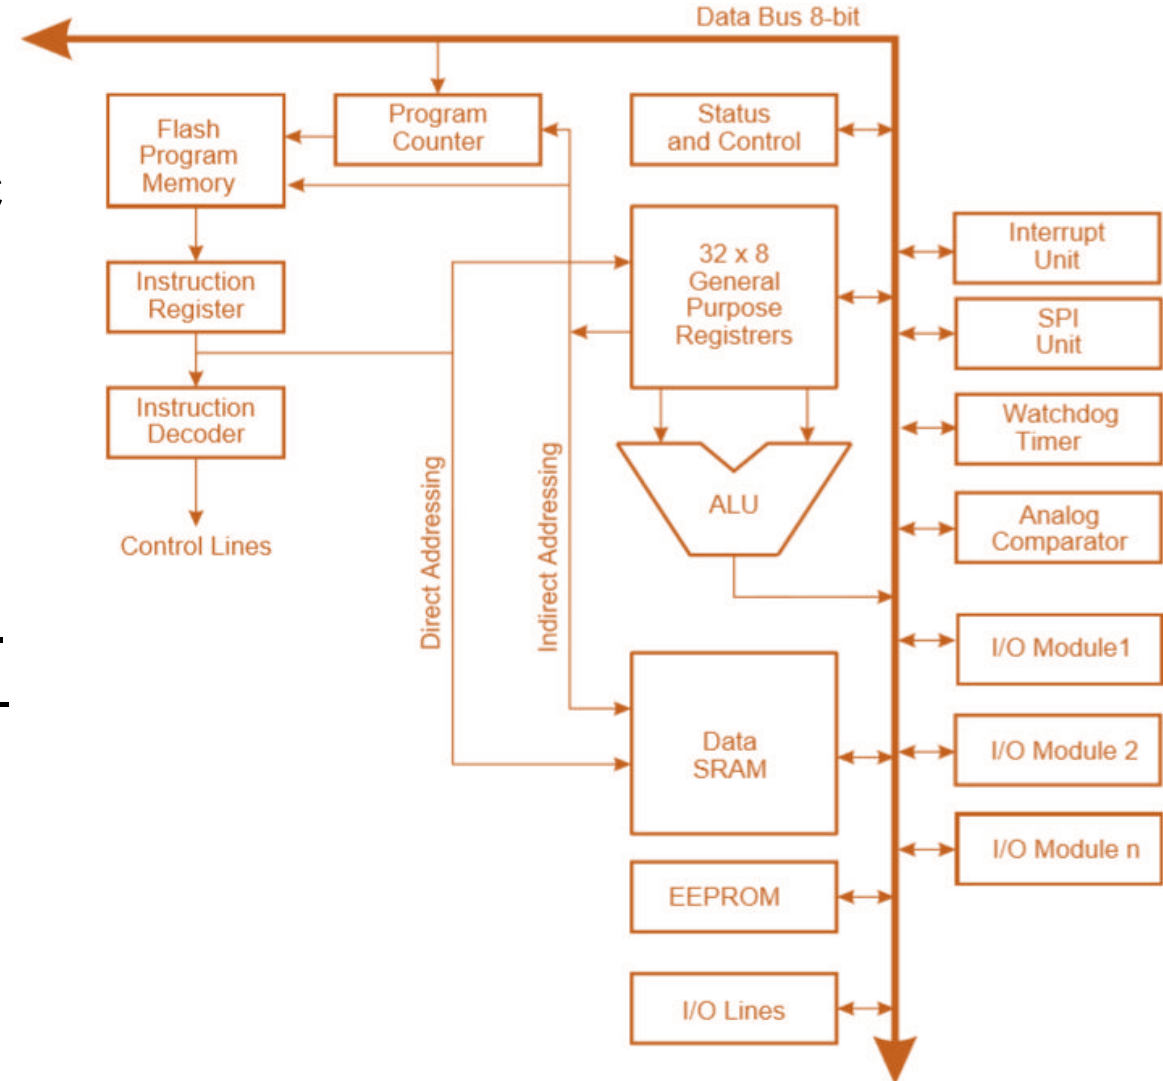 Data Bus 8-bit
Flash
Program
Memory
Program
Counter
Status
and Control
Instruction
Register
32 x 8
General
Purpose
Registrers
Interrupt
Unit
SPI
Unit
Instruction
Decoder
Watchdog
Timer
Control Lines
Direct Addressing
Indirect Addressing
ALU
Analog
Comparator
I/O Module1
Data
SRAM
I/O Module 2
I/O Module n
EEPROM
I/O Lines